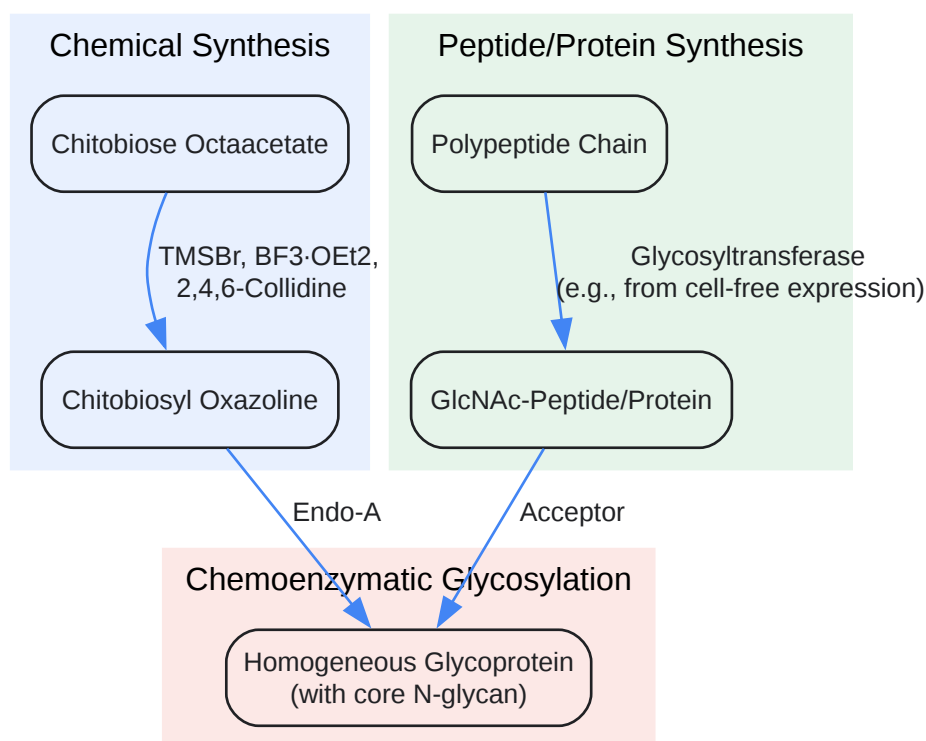 Chemical Synthesis
Chitobiose Octaacetate
TMSBr, BF3·OEt2,
2,4,6-Collidine
Chitobiosyl Oxazoline
Peptide/Protein Synthesis
Polypeptide Chain
Glycosyltransferase
(e.g., from cell-free expression)
GlcNAc-Peptide/Protein
Endo-A
Acceptor
Chemoenzymatic Glycosylation
Homogeneous Glycoprotein
(with core N-glycan)